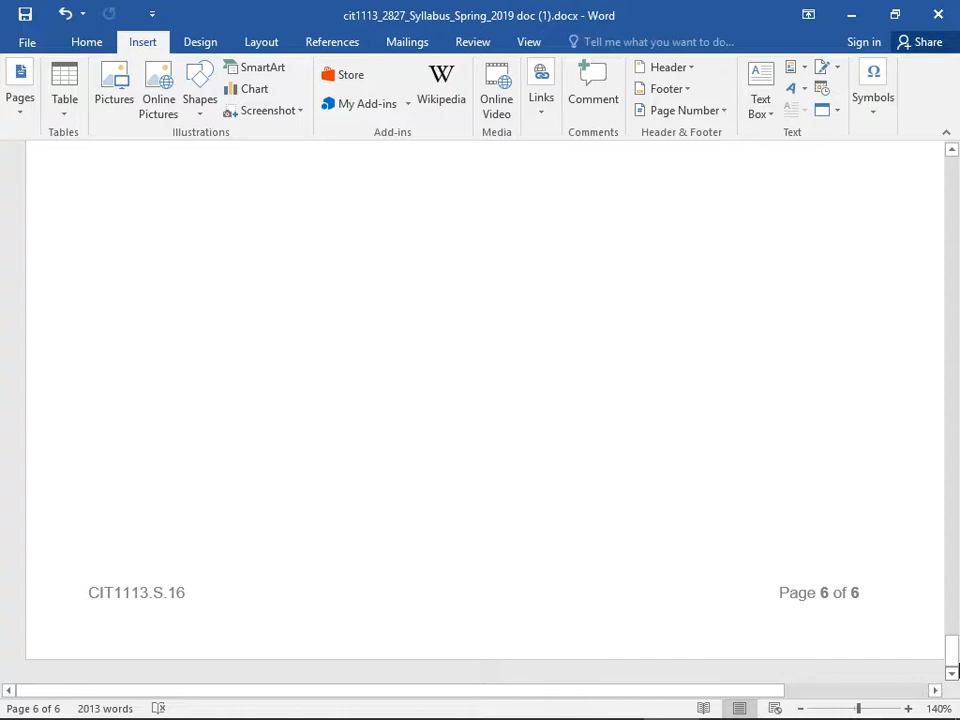 cit1113_2827_Syllabus_Spring_2019 doc (1).docx - Word
File Home Insert Design Layout References Mailings Review View Tell me what you want to do... Sign in Share
Pages
Table
Tables
Pictures
Online Pictures
Shapes
SmartArt
Chart
Screenshot
Illustrations
Store
My Add-ins
W
Wikipedia
Add-ins
Online Video
Media
Links
Comment
Comments
Header
Footer
Page Number
Header & Footer
A
Text Box
Text
Ω
Symbols
CIT1113.S.16 Page 6 of 6
Page 6 of 6 2013 words 140%